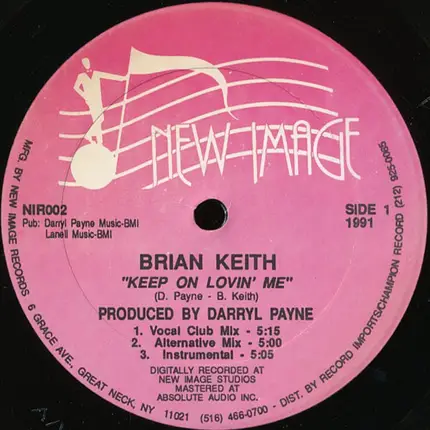 NEW IMAGE
NIR002
Pub: Darryl Payne Music-BMI
Lanell Music-BMI
SIDE 1
1991
BRIAN KEITH
"KEEP ON LOVIN' ME"
(D. Payne - B. Keith)
PRODUCED BY DARRYL PAYNE
1. Vocal Club Mix - 5:15
2. Alternative Mix - 5:00
3. Instrumental - 5:05
DIGITALLY RECORDED AT
NEW IMAGE STUDIOS
MASTERED AT
ABSOLUTE AUDIO INC.
MFG. BY NEW IMAGE RECORDS 6 GRACE AVE. GREAT NECK, NY 11021 (516) 466-0700 - DIST. BY RECORD IMPORTS/CHAMPION RECORD (212) 925-0085